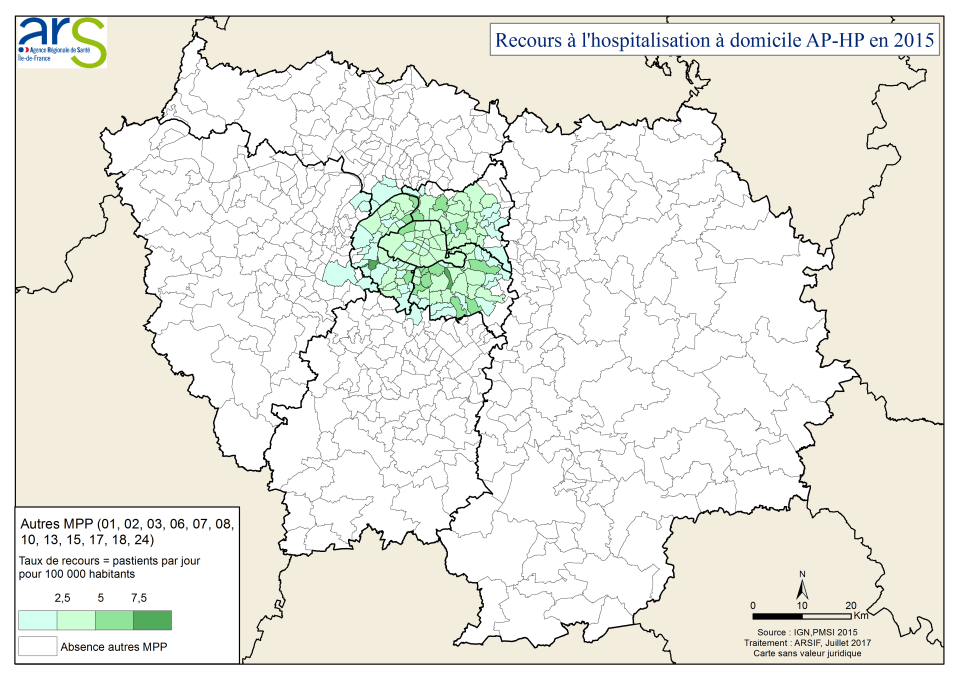 ars
Agence Régionale de Santé
Île-de-France
Recours à l'hospitalisation à domicile AP-HP en 2015
Autres MPP (01, 02, 03, 06, 07, 08,
10, 13, 15, 17, 18, 24)
Taux de recours = pastients par jour
pour 100 000 habitants
2,5 5 7,5
Absence autres MPP
N
0 10 20
Km
Source : IGN,PMSI 2015
Traitement : ARSIF, Juillet 2017
Carte sans valeur juridique